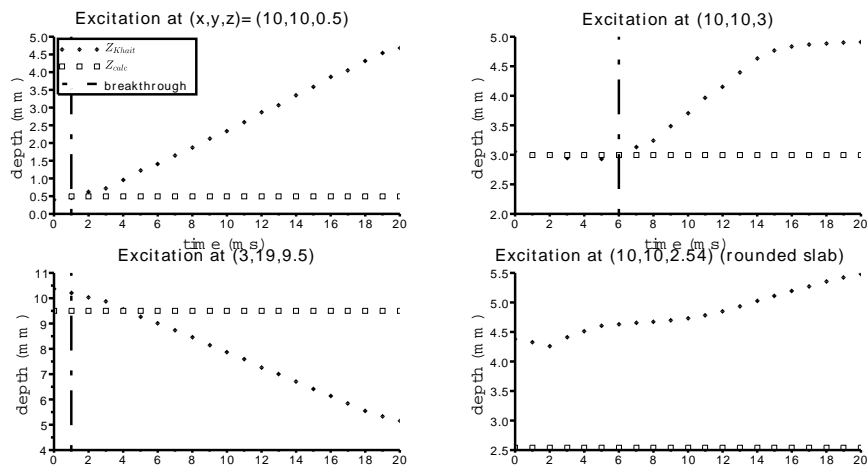 Excitation at (x,y,z)= (10,10,0.5)
5.0
4.5
4.0
3.5
3.0
2.5
2.0
1.5
1.0
0.5
0.0
depth (mm)
Z_Khait
Z_calc
breakthrough
0 2 4 6 8 10 12 14 16 18 20
time (ms)
Excitation at (10,10,3)
5.0
4.5
4.0
3.5
3.0
2.5
2.0
depth (mm)
0 2 4 6 8 10 12 14 16 18 20
time (ms)
Excitation at (3,19,9.5)
11
10
9
8
7
6
5
4
depth (mm)
0 2 4 6 8 10 12 14 16 18 20
Excitation at (10,10,2.54) (rounded slab)
5.5
5.0
4.5
4.0
3.5
3.0
2.5
depth (mm)
0 2 4 6 8 10 12 14 16 18 20